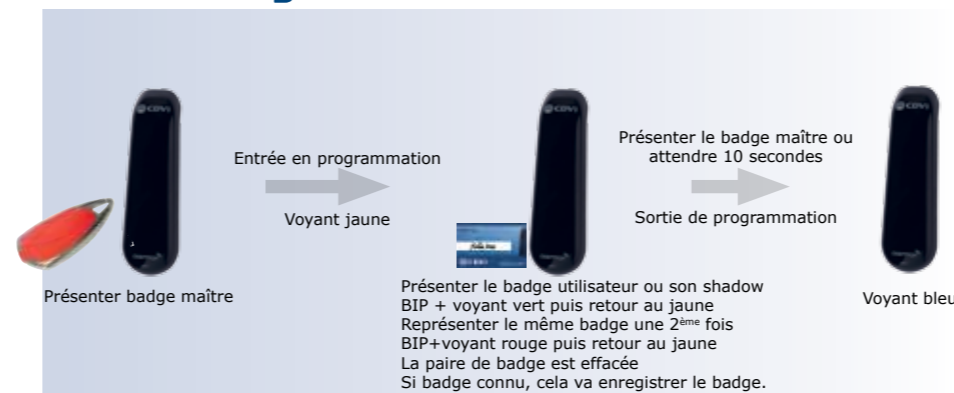 CDVI
CDVI
Entrée en programmation
Voyant jaune
Présenter le badge maître ou
attendre 10 secondes
Sortie de programmation
Présenter badge maître
Présenter le badge utilisateur ou son shadow
BIP + voyant vert puis retour au jaune
Représenter le même badge une 2ème fois
BIP+voyant rouge puis retour au jaune
La paire de badge est effacée
Si badge connu, cela va enregistrer le badge.
Voyant bleu